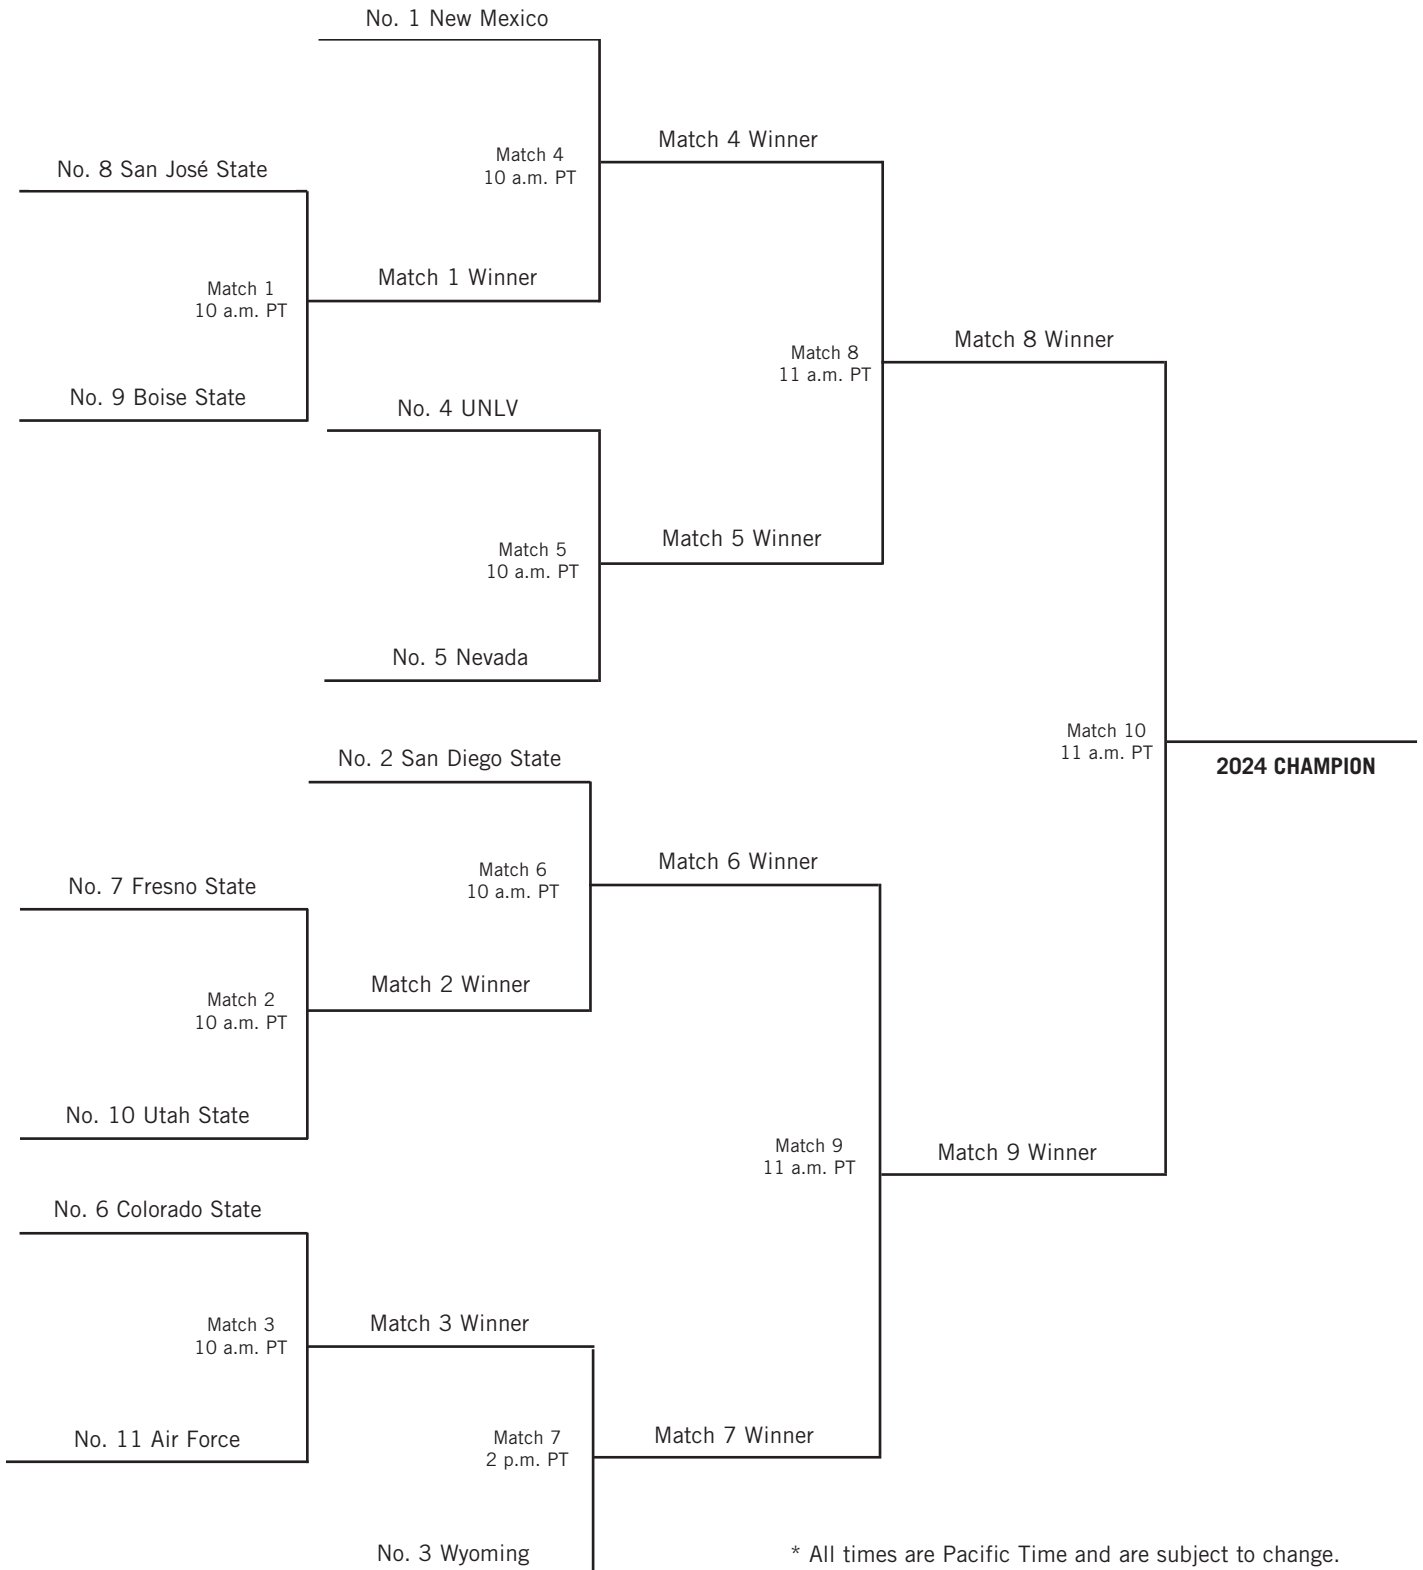 No. 1 New Mexico
Match 4 Winner
Match 4
10 a.m. PT
No. 8 San José State
Match 1 Winner
Match 1
10 a.m. PT
Match 8 Winner
Match 8
11 a.m. PT
No. 9 Boise State
No. 4 UNLV
Match 5 Winner
Match 5
10 a.m. PT
No. 5 Nevada
Match 10
11 a.m. PT
2024 CHAMPION
No. 2 San Diego State
Match 6 Winner
Match 6
10 a.m. PT
No. 7 Fresno State
Match 2 Winner
Match 2
10 a.m. PT
No. 10 Utah State
Match 9
11 a.m. PT
Match 9 Winner
No. 6 Colorado State
Match 3 Winner
Match 3
10 a.m. PT
No. 11 Air Force
Match 7
2 p.m. PT
Match 7 Winner
No. 3 Wyoming
* All times are Pacific Time and are subject to change.